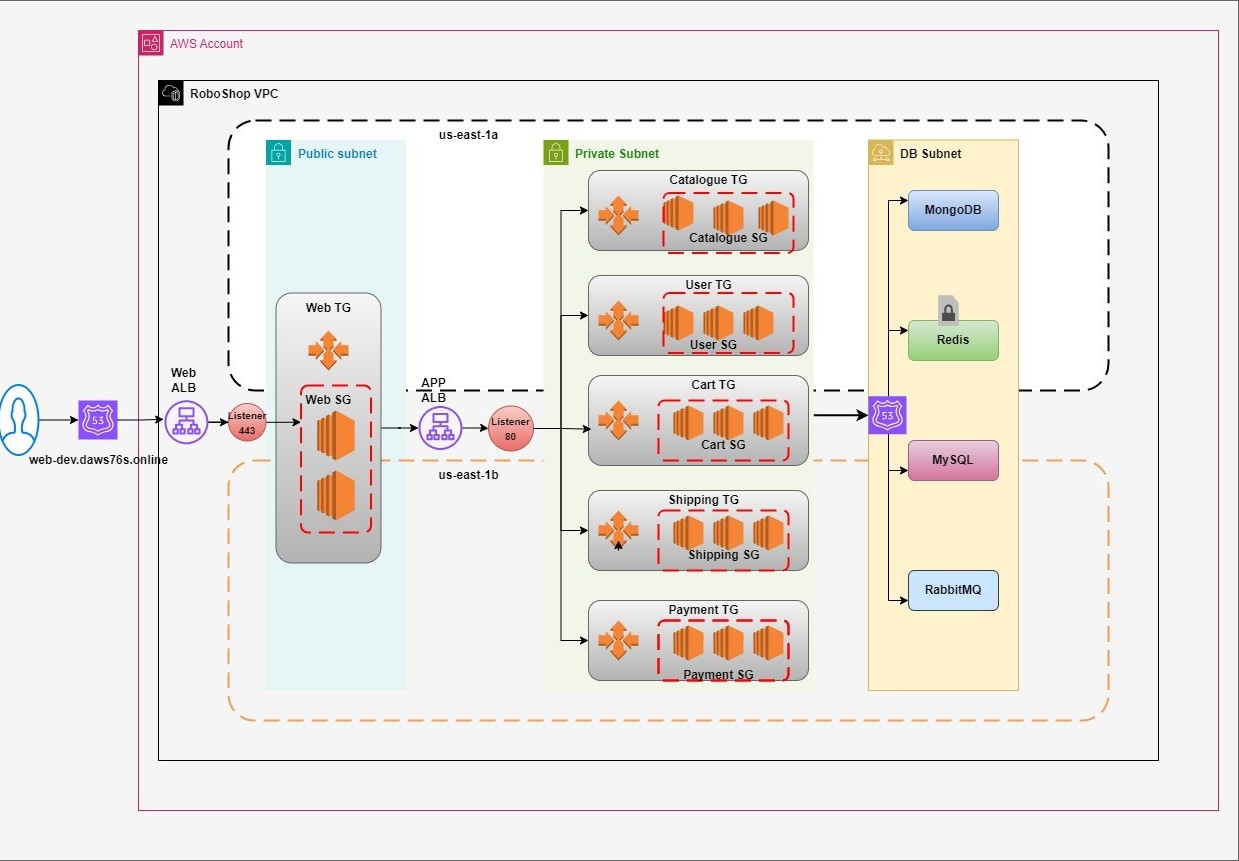 AWS Account
RoboShop VPC
us-east-1a
Public subnet
Private Subnet
DB Subnet
Catalogue TG
Catalogue SG
MongoDB
User TG
User SG
Web TG
Redis
Web
ALB
APP
ALB
Cart TG
Web SG
53
Listener
443
Listener
80
Cart SG
53
web-dev.daws76s.online
us-east-1b
MySQL
Shipping TG
Shipping SG
RabbitMQ
Payment TG
Payment SG